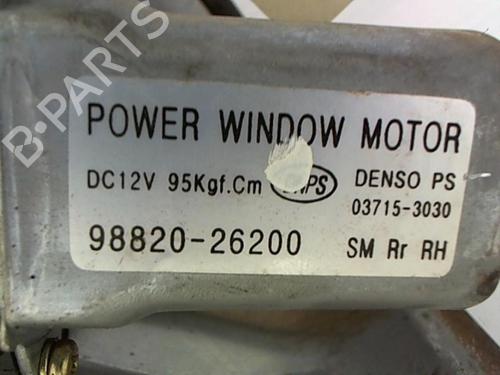 B-PARTS
POWER WINDOW MOTOR
DC12V 95Kgf.Cm DENSO PS
03715-3030
98820-26200 SM Rr RH